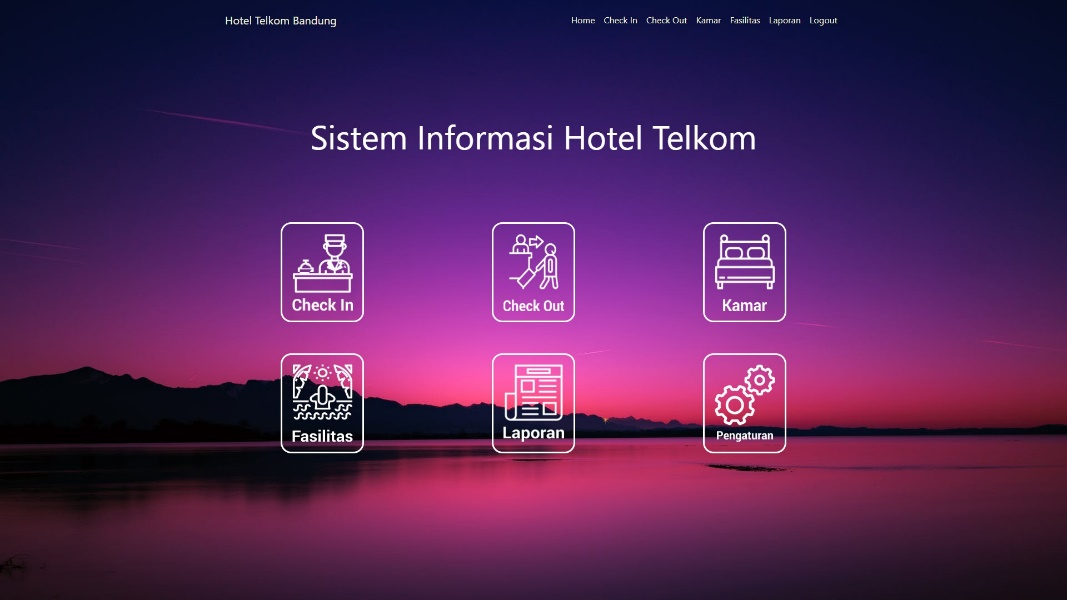 Hotel Telkom Bandung
Home Check In Check Out Kamar Fasilitas Laporan Logout
Sistem Informasi Hotel Telkom
Check In
Check Out
Kamar
Fasilitas
Laporan
Pengaturan